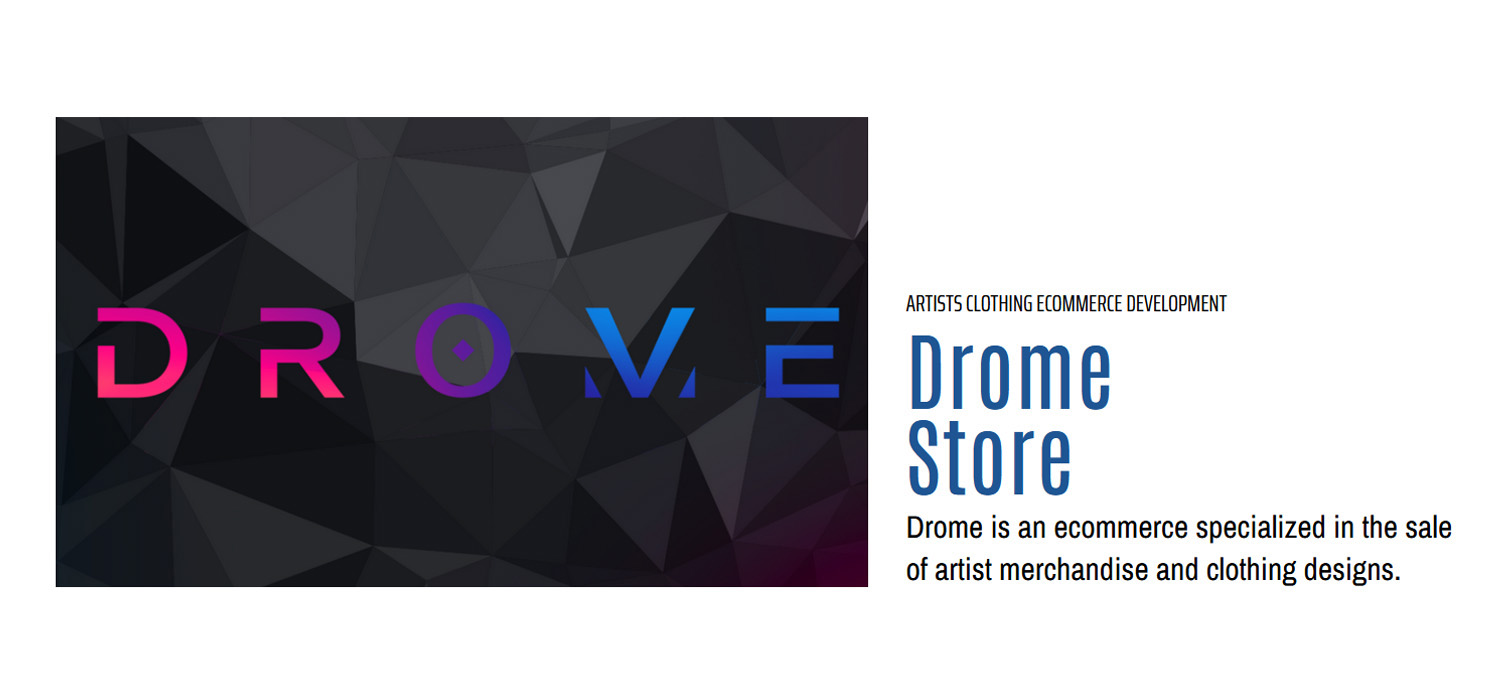 DROME
ARTISTS CLOTHING ECOMMERCE DEVELOPMENT
Drome
Store
Drome is an ecommerce specialized in the sale
of artist merchandise and clothing designs.